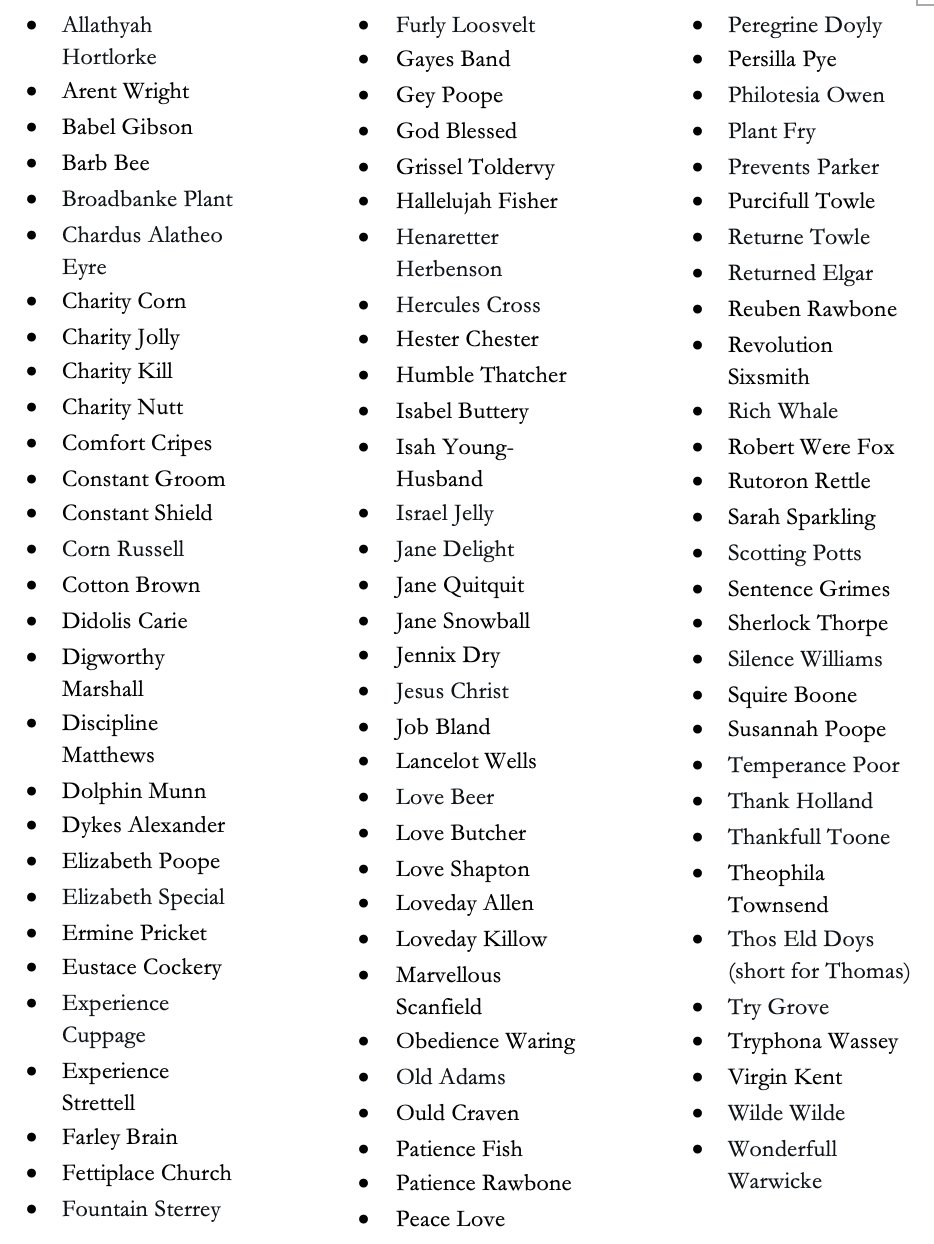 Allathyah
Hortlorke
Arent Wright
Babel Gibson
Barb Bee
Broadbanke Plant
Chardus Alatheo
Eyre
Charity Corn
Charity Jolly
Charity Kill
Charity Nutt
Comfort Cripes
Constant Groom
Constant Shield
Corn Russell
Cotton Brown
Didolis Carie
Digworthy
Marshall
Discipline
Matthews
Dolphin Munn
Dykes Alexander
Elizabeth Poope
Elizabeth Special
Ermine Pricket
Eustace Cockery
Experience
Cuppage
Experience
Strettell
Farley Brain
Fettiplace Church
Fountain Sterrey
Furly Loosvelt
Gayes Band
Gey Poope
God Blessed
Grissel Toldervy
Hallelujah Fisher
Henaretter
Herbenson
Hercules Cross
Hester Chester
Humble Thatcher
Isabel Buttery
Isah Young-
Husband
Israel Jelly
Jane Delight
Jane Quitquit
Jane Snowball
Jennix Dry
Jesus Christ
Job Bland
Lancelot Wells
Love Beer
Love Butcher
Love Shapton
Loveday Allen
Loveday Killow
Marvellous
Scanfield
Obedience Waring
Old Adams
Ould Craven
Patience Fish
Patience Rawbone
Peace Love
Peregrine Doyly
Persilla Pye
Philotesia Owen
Plant Fry
Prevents Parker
Purcifull Towle
Returne Towle
Returned Elgar
Reuben Rawbone
Revolution
Sixsmith
Rich Whale
Robert Were Fox
Rutoron Rettle
Sarah Sparkling
Scotting Potts
Sentence Grimes
Sherlock Thorpe
Silence Williams
Squire Boone
Susannah Poope
Temperance Poor
Thank Holland
Thankfull Toone
Theophila
Townsend
Thos Eld Doys
(short for Thomas)
Try Grove
Tryphona Wassey
Virgin Kent
Wilde Wilde
Wonderfull
Warwicke